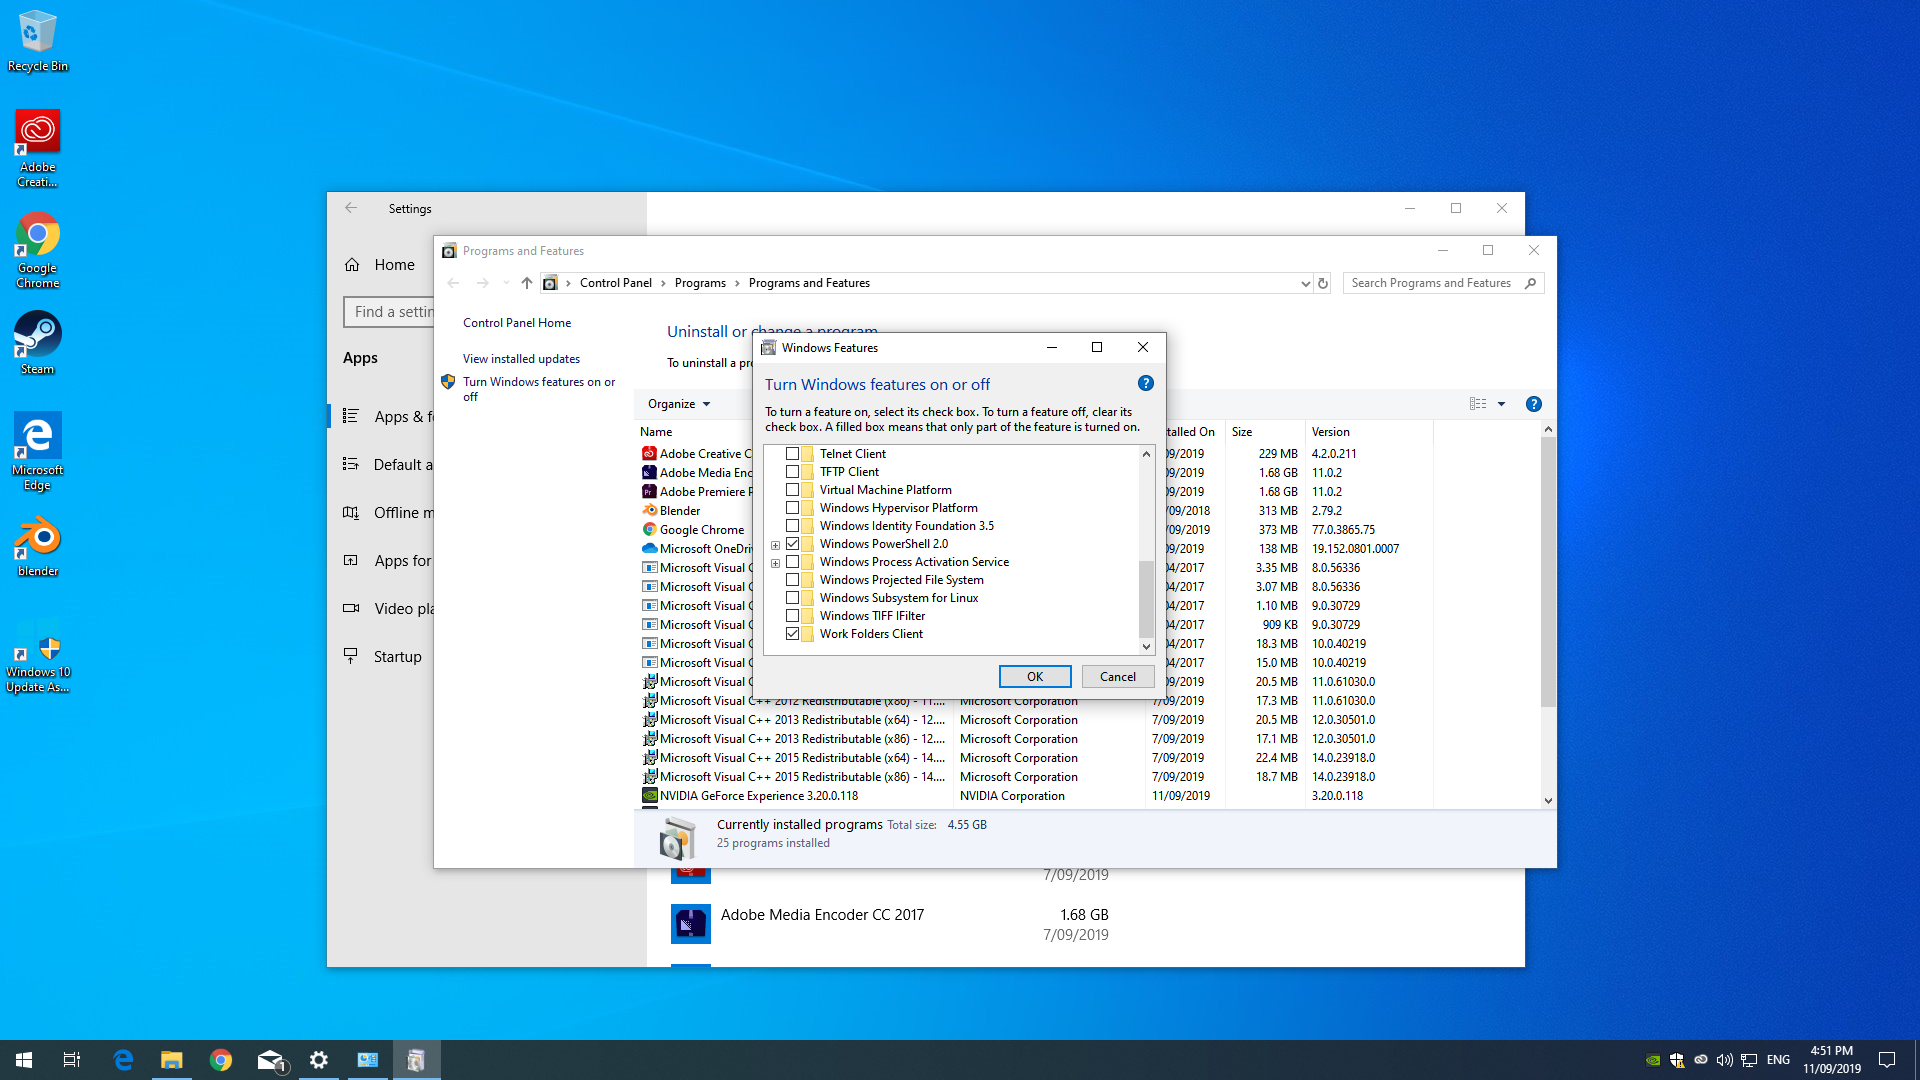 Recycle Bin
Adobe
Creati...
Google
Chrome
Steam
Microsoft
Edge
blender
Windows 10
Update As...
Settings
Home
Find a settin
Apps
Apps & fe
Default a
Offline m
Apps for
Video pla
Startup
Programs and Features
Control Panel
Programs
Programs and Features
Search Programs and Features
Control Panel Home
View installed updates
Turn Windows features on or
off
Uninstall or change a program
To uninstall a pro
Organize
Name
talled On
Size
Version
Adobe Creative C
09/2019
229 MB
4.2.0.211
Adobe Media Enc
09/2019
1.68 GB
11.0.2
Adobe Premiere P
09/2019
1.68 GB
11.0.2
Blender
/09/2018
313 MB
2.79.2
Google Chrome
/09/2019
373 MB
77.0.3865.75
Microsoft OneDriv
09/2019
138 MB
19.152.0801.0007
Microsoft Visual C
04/2017
3.35 MB
8.0.56336
Microsoft Visual C
04/2017
3.07 MB
8.0.56336
Microsoft Visual C
04/2017
1.10 MB
9.0.30729
Microsoft Visual C
04/2017
909 KB
9.0.30729
Microsoft Visual C
04/2017
18.3 MB
10.0.40219
Microsoft Visual C
04/2017
15.0 MB
10.0.40219
Microsoft Visual C
09/2019
20.5 MB
11.0.61030.0
Microsoft Visual C++ 2012 Redistributable (x86) - 11....
Microsoft Corporation
7/09/2019
17.3 MB
11.0.61030.0
Microsoft Visual C++ 2013 Redistributable (x64) - 12....
Microsoft Corporation
7/09/2019
20.5 MB
12.0.30501.0
Microsoft Visual C++ 2013 Redistributable (x86) - 12....
Microsoft Corporation
7/09/2019
17.1 MB
12.0.30501.0
Microsoft Visual C++ 2015 Redistributable (x64) - 14....
Microsoft Corporation
7/09/2019
22.4 MB
14.0.23918.0
Microsoft Visual C++ 2015 Redistributable (x86) - 14....
Microsoft Corporation
7/09/2019
18.7 MB
14.0.23918.0
NVIDIA GeForce Experience 3.20.0.118
NVIDIA Corporation
11/09/2019
3.20.0.118
Currently installed programs Total size: 4.55 GB
25 programs installed
Windows Features
Turn Windows features on or off
To turn a feature on, select its check box. To turn a feature off, clear its
check box. A filled box means that only part of the feature is turned on.
Telnet Client
TFTP Client
Virtual Machine Platform
Windows Hypervisor Platform
Windows Identity Foundation 3.5
Windows PowerShell 2.0
Windows Process Activation Service
Windows Projected File System
Windows Subsystem for Linux
Windows TIFF IFilter
Work Folders Client
OK
Cancel
7/09/2019
Adobe Media Encoder CC 2017
1.68 GB
7/09/2019
1
ENG
4:51 PM
11/09/2019